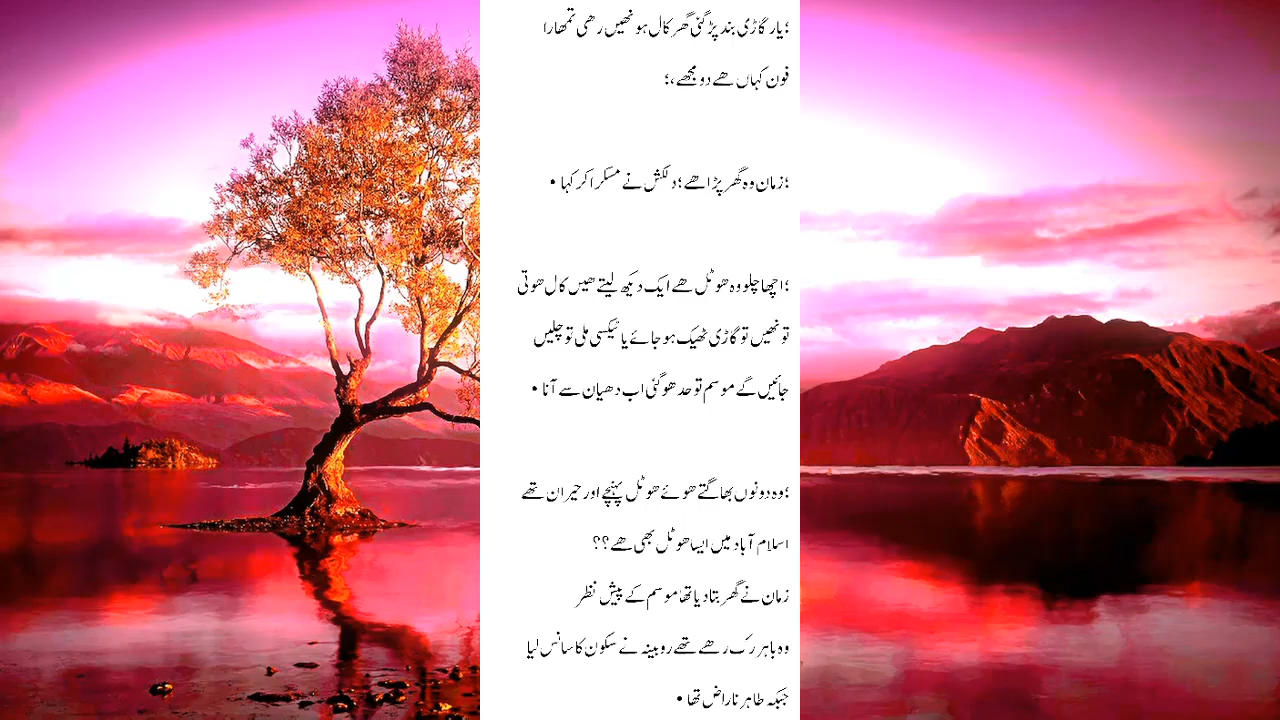 ؛یار گاڑی بند پڑ گئی گھر کال ہو نھیں رھی تمھارا
فون کہاں ھے دو مجھے،؛
؛زمان وہ گھر پڑا ھے؛دلکش نے مسکرا کر کہا •
؛اچھا چلو وہ ھوٹل ھے ایک دیکھ لیتے ھیں کال ھوتی
تو نھیں تو گاڑی ٹھیک ہو جاۓ یا ٹیکسی ملی تو چلیں
جائیں گے موسم تو حد ھو گئی اب دھیان سے آنا •
؛وہ دونوں بھاگتے ھوۓ ھوٹل پہنچے اور حیران تھے
اسلام آباد میں ایسا ھوٹل بھی ھے؟؟
زمان نے گھر بتا دیا تھا موسم کے پیش نظر
وہ باہر رک رھے تھے روبینہ نے سکون کا سانس لیا
جبکہ طاہر ناراض تھا •